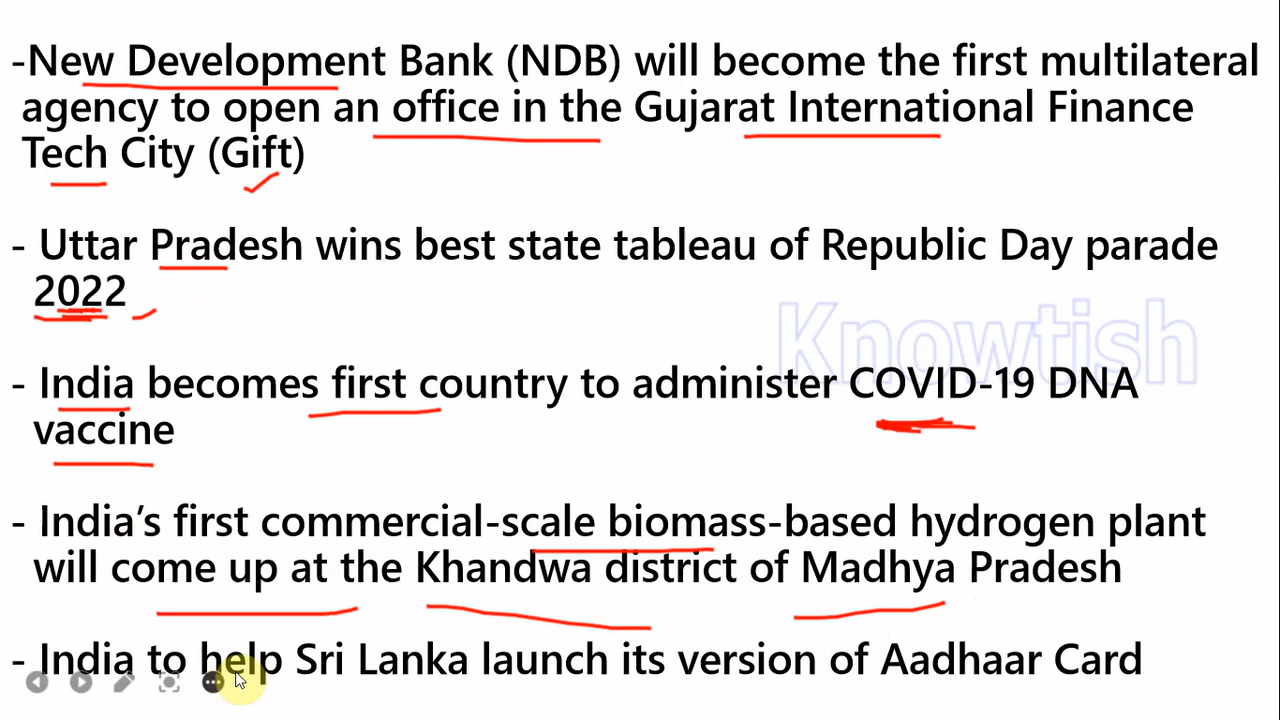 -New Development Bank (NDB) will become the first multilateral
agency to open an office in the Gujarat International Finance
Tech City (Gift)
- Uttar Pradesh wins best state tableau of Republic Day parade
2022
Knowtish
- India becomes first country to administer COVID-19 DNA
vaccine
- India’s first commercial-scale biomass-based hydrogen plant
will come up at the Khandwa district of Madhya Pradesh
- India to help Sri Lanka launch its version of Aadhaar Card